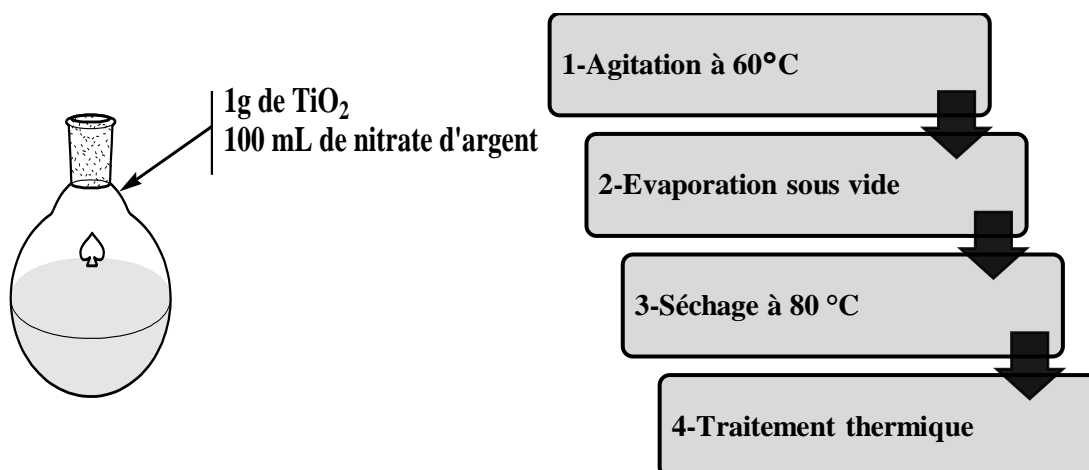 1g de TiO₂
100 mL de nitrate d'argent
1-Agitation à 60°C
2-Evaporation sous vide
3-Séchage à 80 °C
4-Traitement thermique